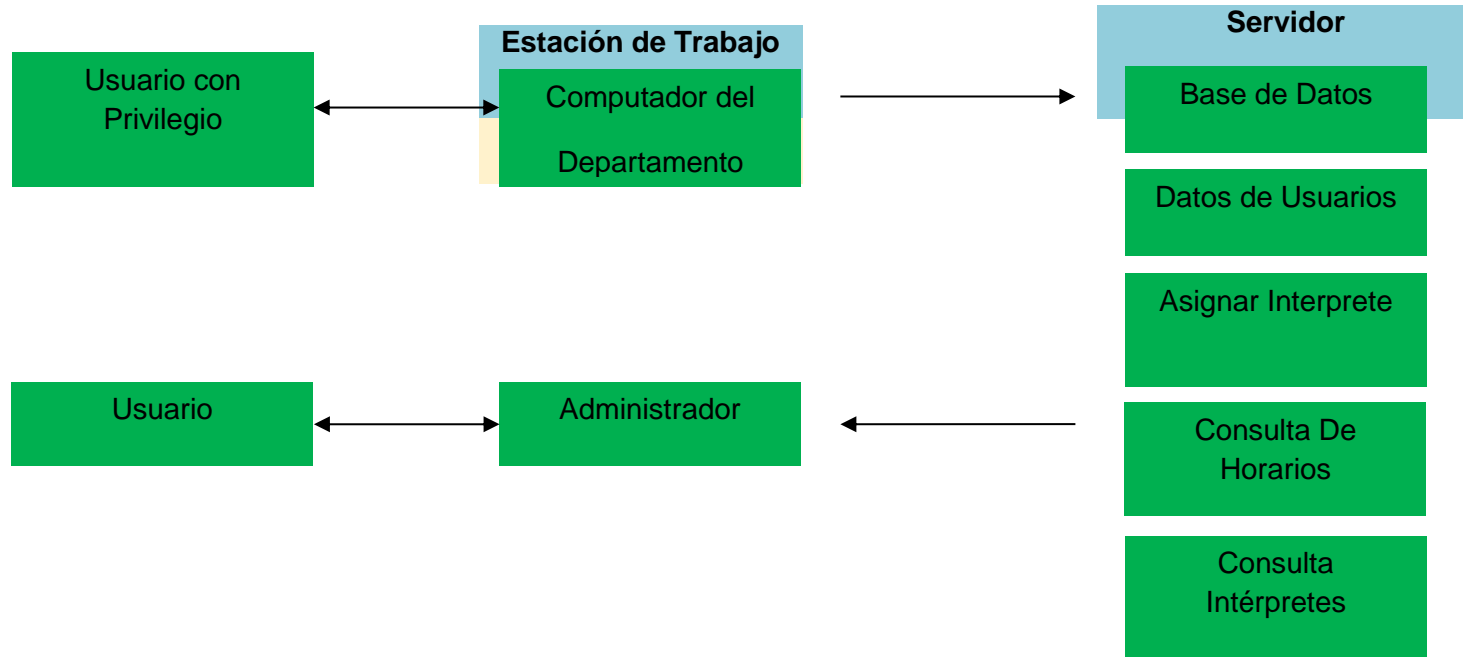 Usuario con
Privilegio
Estación de Trabajo
Computador del
Departamento
Servidor
Base de Datos
Datos de Usuarios
Asignar Interprete
Usuario
Administrador
Consulta De
Horarios
Consulta
Intérpretes